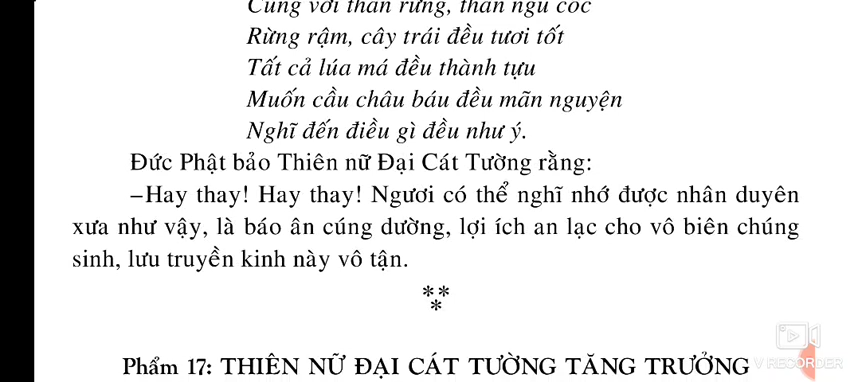 Cùng với thần rừng, thần ngũ cốc
Rừng rậm, cây trái đều tươi tốt
Tất cả lúa má đều thành tựu
Muốn cầu châu báu đều mãn nguyện
Nghĩ đến điều gì đều như ý.
Đức Phật bảo Thiên nữ Đại Cát Tường rằng:
–Hay thay! Hay thay! Ngươi có thể nghĩ nhớ được nhân duyên
xưa như vậy, là báo ân cúng dường, lợi ích an lạc cho vô biên chúng
sinh, lưu truyền kinh này vô tận.
**
*
Phẩm 17: THIÊN NỮ ĐẠI CÁT TƯỜNG TĂNG TRƯỞNG
V RECORDER